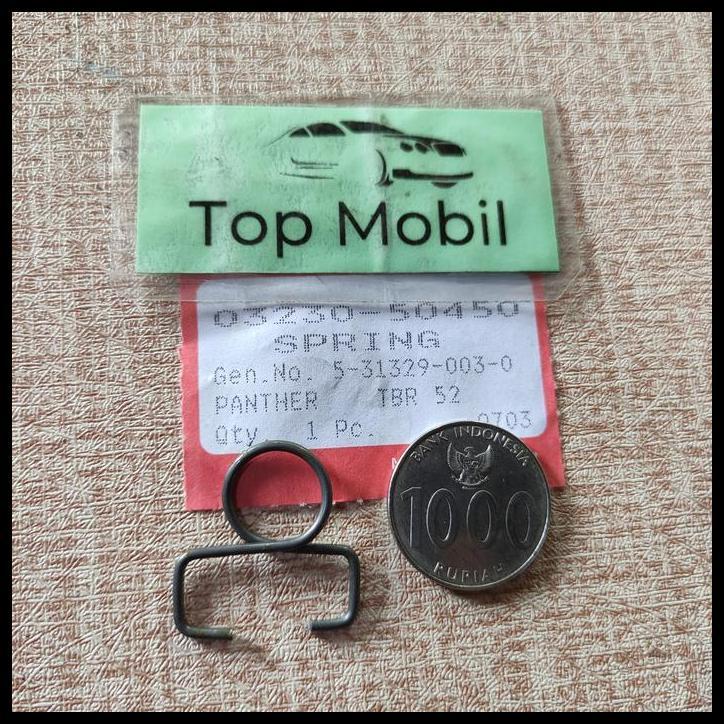 Top Mobil
03230-50450
SPRING
Gen.No. 5-31329-003-0
PANTHER TBR 52
Qty 1 Pc. 0703
BANK INDONESIA
1000
RUPIAH